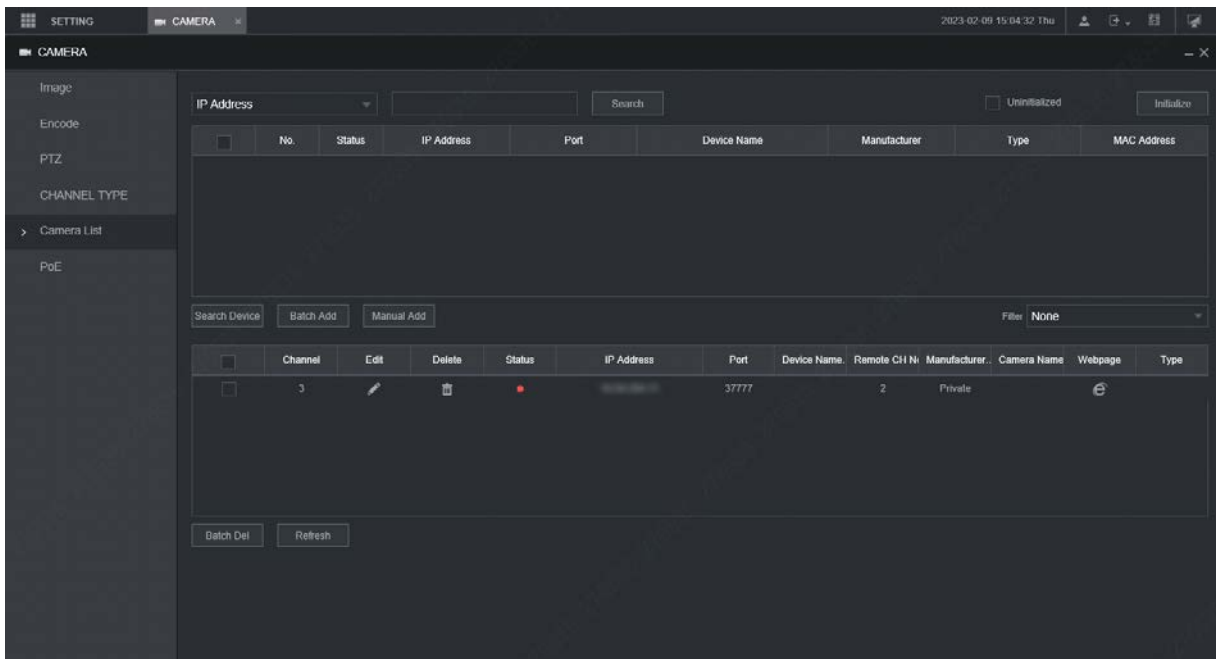 SETTING CAMERA × 2023-02-09 15:04:32 Thu
CAMERA
Image
Encode
PTZ
CHANNEL TYPE
Camera List
PoE
IP Address Search Uninitialized Initialize
No. Status IP Address Port Device Name Manufacturer Type MAC Address
Search Device Batch Add Manual Add Filter None
Channel Edit Delete Status IP Address Port Device Name. Remote CH No Manufacturer.. Camera Name Webpage Type
3 37777 2 Private
Batch Del Refresh